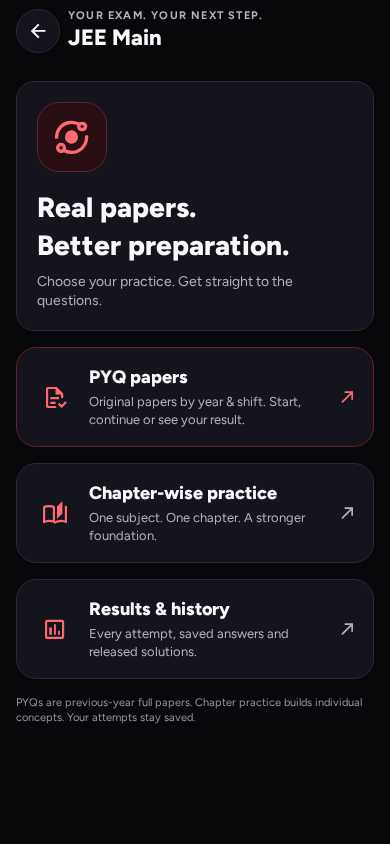 YOUR EXAM. YOUR NEXT STEP.
JEE Main
Real papers.
Better preparation.
Choose your practice. Get straight to the
questions.
PYQ papers
Original papers by year & shift. Start,
continue or see your result.
Chapter-wise practice
One subject. One chapter. A stronger
foundation.
Results & history
Every attempt, saved answers and
released solutions.
PYQs are previous-year full papers. Chapter practice builds individual
concepts. Your attempts stay saved.